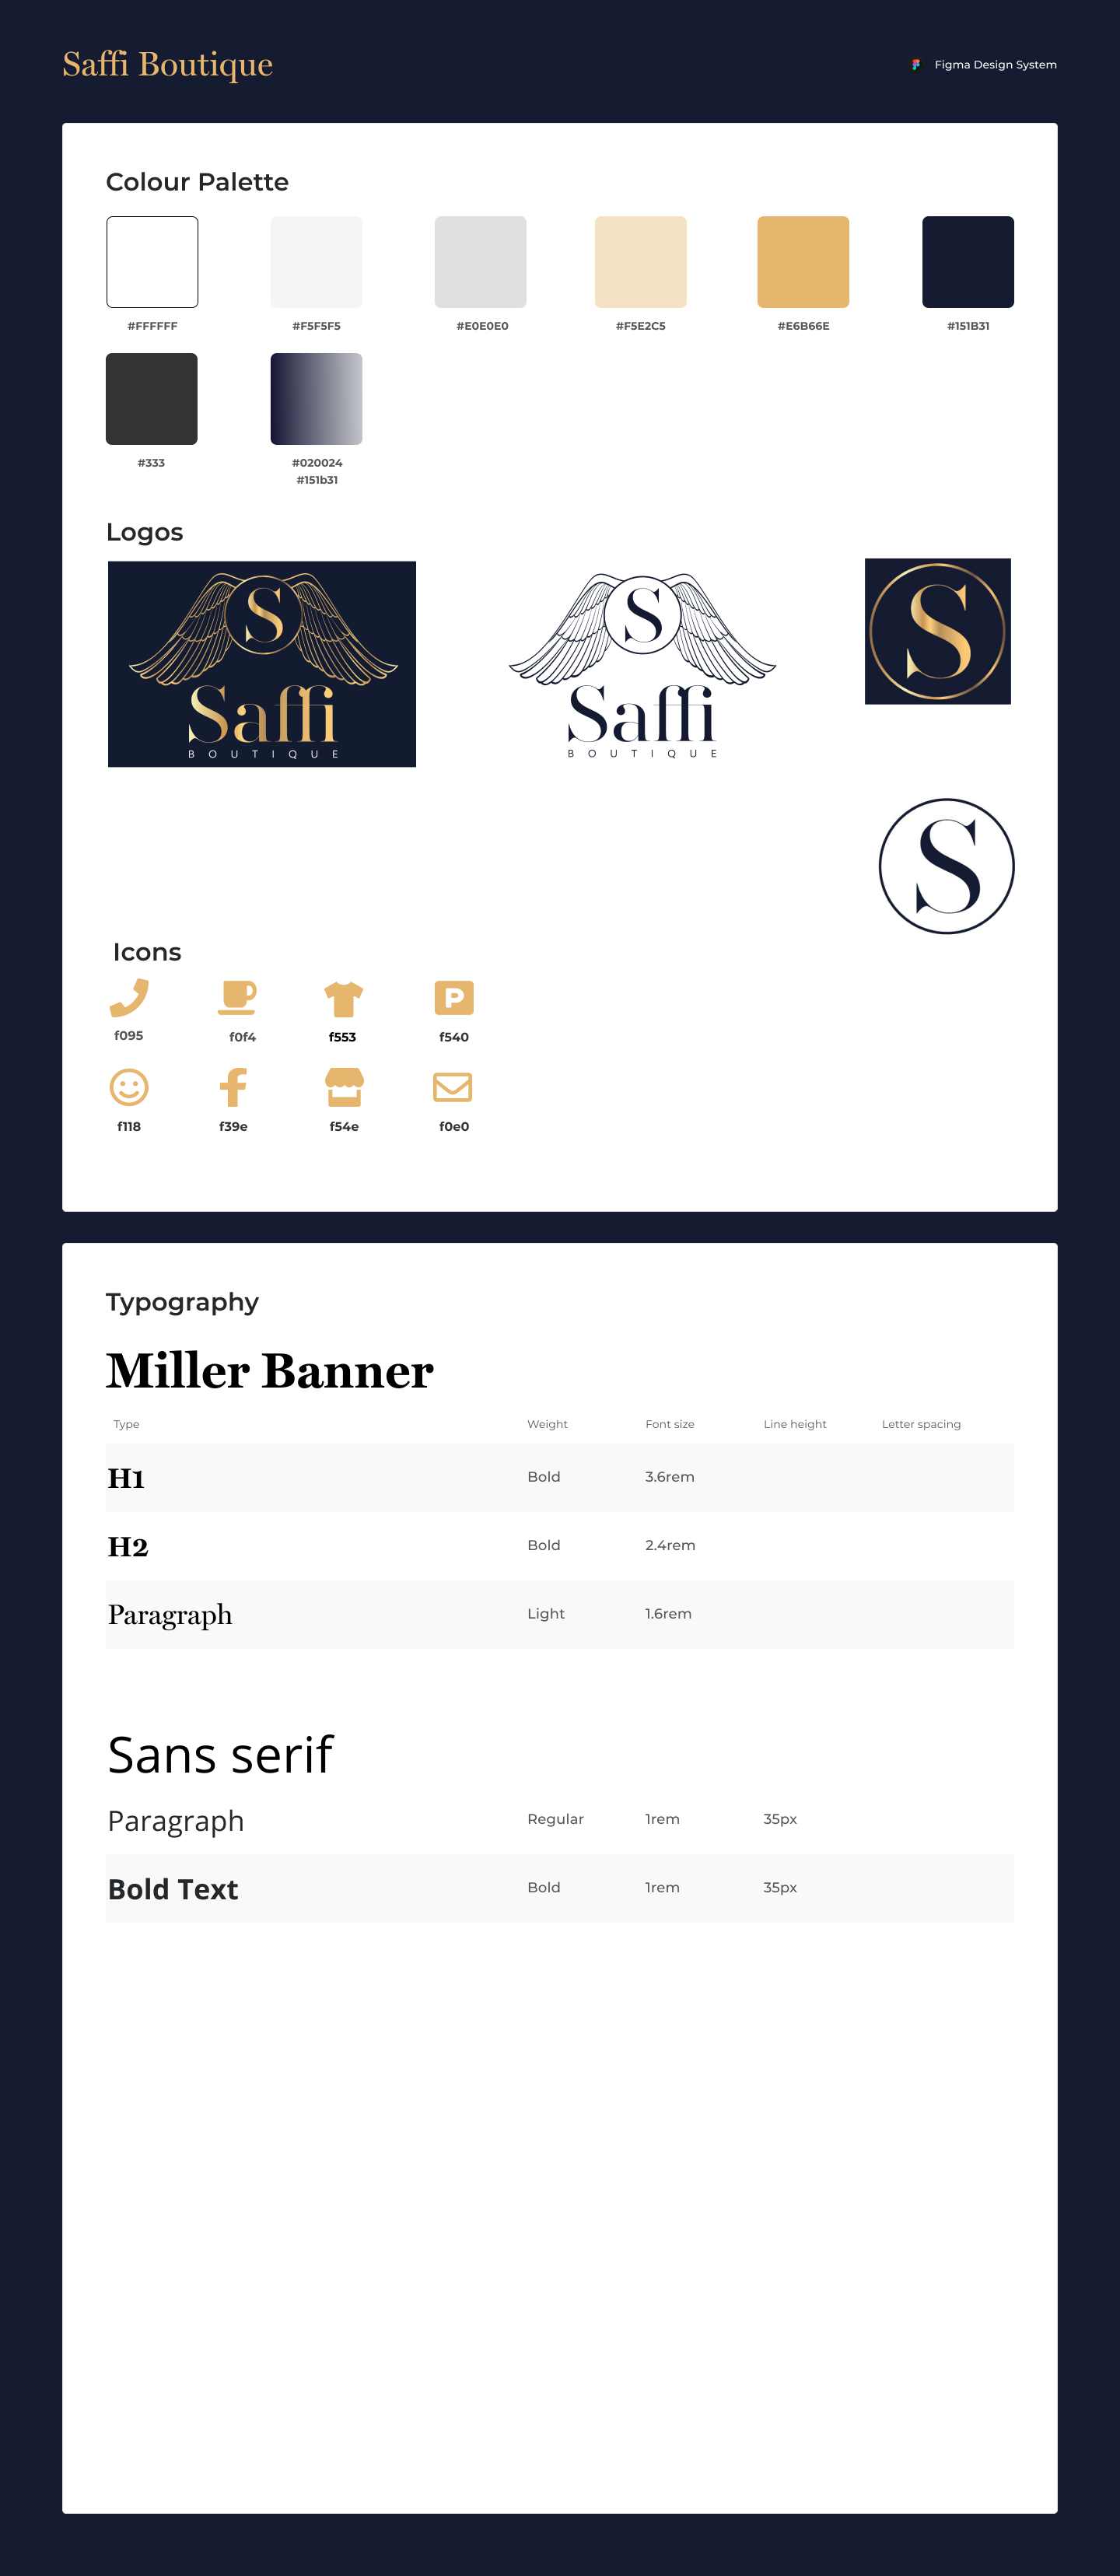 Saffi Boutique
Figma Design System
Colour Palette
#FFFFFF
#F5F5F5
#E0E0E0
#F5E2C5
#E6B66E
#151B31
#333
#020024
#151b31
Logos
S
Saffi
BOUTIQUE
S
Saffi
BOUTIQUE
S
S
Icons
f095
f0f4
f553
P
f540
f118
f39e
f54e
f0e0
Typography
Miller Banner
Type Weight Font size Line height Letter spacing
H1 Bold 3.6rem
H2 Bold 2.4rem
Paragraph Light 1.6rem
Sans serif
Paragraph Regular 1rem 35px
Bold Text Bold 1rem 35px